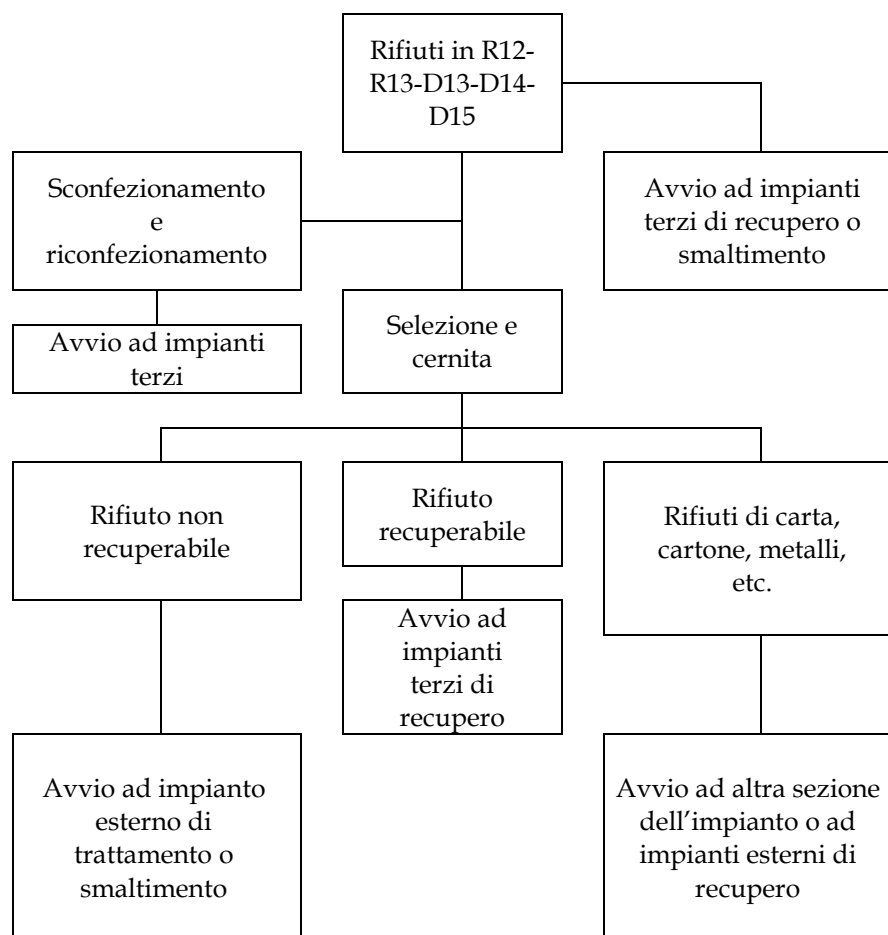 Rifiuti in R12-
R13-D13-D14-
D15
Sconfezionamento
e
riconfezionamento
Avvio ad impianti
terzi di recupero o
smaltimento
Avvio ad impianti
terzi
Selezione e
cernita
Rifiuto non
recuperabile
Rifiuto
recuperabile
Rifiuti di carta,
cartone, metalli,
etc.
Avvio ad
impianti
terzi di
recupero
Avvio ad impianto
esterno di
trattamento o
smaltimento
Avvio ad altra sezione
dell’impianto o ad
impianti esterni di
recupero